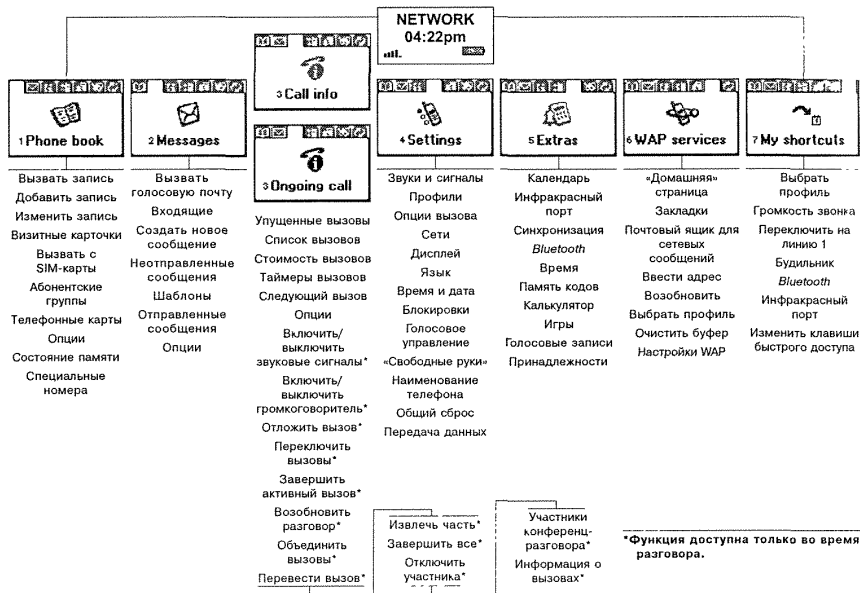 NETWORK
04:22pm
1 Phone book
Вызвать запись
Добавить запись
Изменить запись
Визитные карточки
Вызвать с
SIM-карты
Абонентские
группы
Телефонные карты
Опции
Состояние памяти
Специальные
номера
2 Messages
Вызвать
голосовую почту
Входящие
Создать новое
сообщение
Неотправленные
сообщения
Шаблоны
Отправленные
сообщения
Опции
3 Call info
3 Ongoing call
Упущенные вызовы
Список вызовов
Стоимость вызовов
Таймеры вызовов
Следующий вызов
Опции
Включить/
выключить
звуковые сигналы*
Включить/
выключить
громкоговоритель*
Отложить вызов*
Переключить
вызовы*
Завершить
активный вызов*
Возобновить
разговор*
Объединить
вызовы*
Перевести вызов*
4 Settings
Звуки и сигналы
Профили
Опции вызова
Сети
Дисплей
Язык
Время и дата
Блокировки
Голосовое
управление
«Свободные руки»
Наименование
телефона
Общий сброс
Передача данных
Извлечь часть*
Завершить все*
Отключить
участника*
5 Extras
Календарь
Инфракрасный
порт
Синхронизация
Bluetooth
Время
Память кодов
Калькулятор
Игры
Голосовые записи
Принадлежности
Участники
конференц-
разговора*
Информация о
вызовах*
6 WAP services
«Домашняя»
страница
Закладки
Почтовый ящик для
сетевых
сообщений
Ввести адрес
Возобновить
Выбрать профиль
Очистить буфер
Настройки WAP
7 My shortcuts
Выбрать
профиль
Громкость звонка
Переключить на
линию 1
Будильник
Bluetooth
Инфракрасный
порт
Изменить клавиши
быстрого доступа
*Функция доступна только во время
разговора.